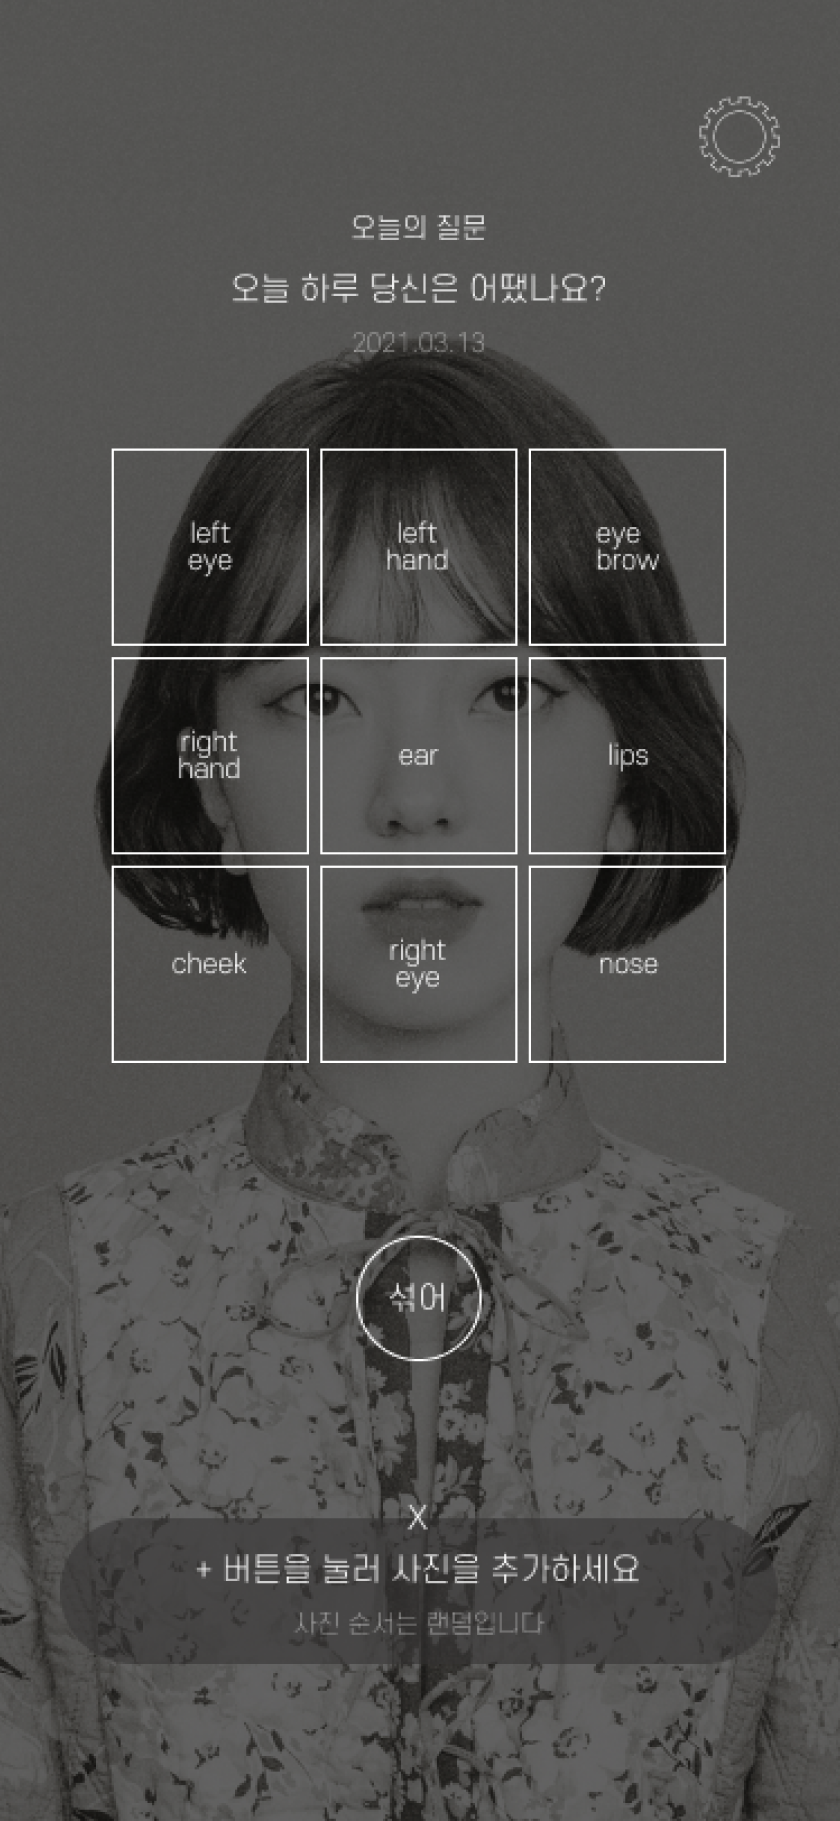 오늘의 질문
오늘 하루 당신은 어땠나요?
2021.03.13
left
eye
left
hand
eye
brow
right
hand
ear
lips
cheek
right
eye
nose
섞어
X
+ 버튼을 눌러 사진을 추가하세요
사진 순서는 랜덤입니다